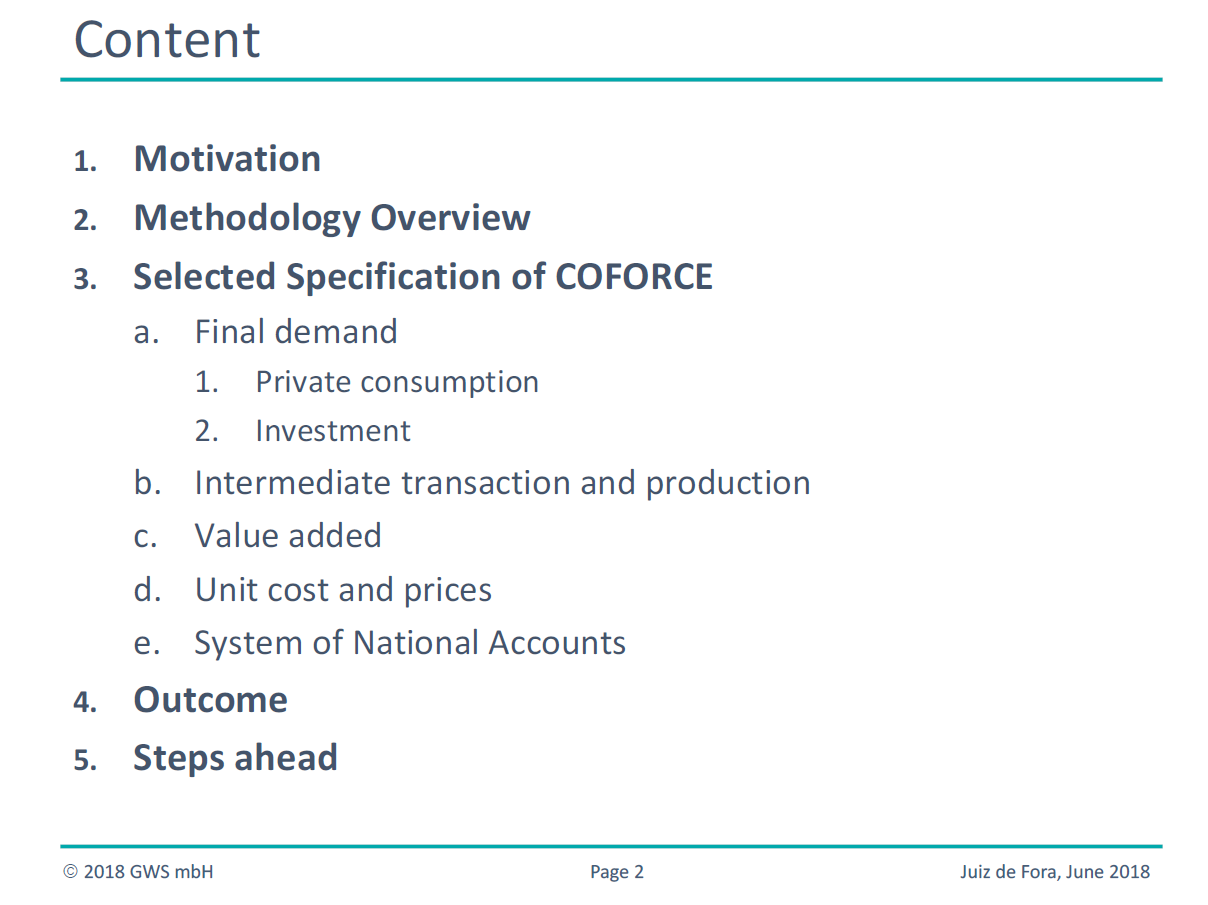 Content
1. Motivation
2. Methodology Overview
3. Selected Specification of COFORCE
a. Final demand
1. Private consumption
2. Investment
b. Intermediate transaction and production
c. Value added
d. Unit cost and prices
e. System of National Accounts
4. Outcome
5. Steps ahead
© 2018 GWS mbH Page 2 Juiz de Fora, June 2018